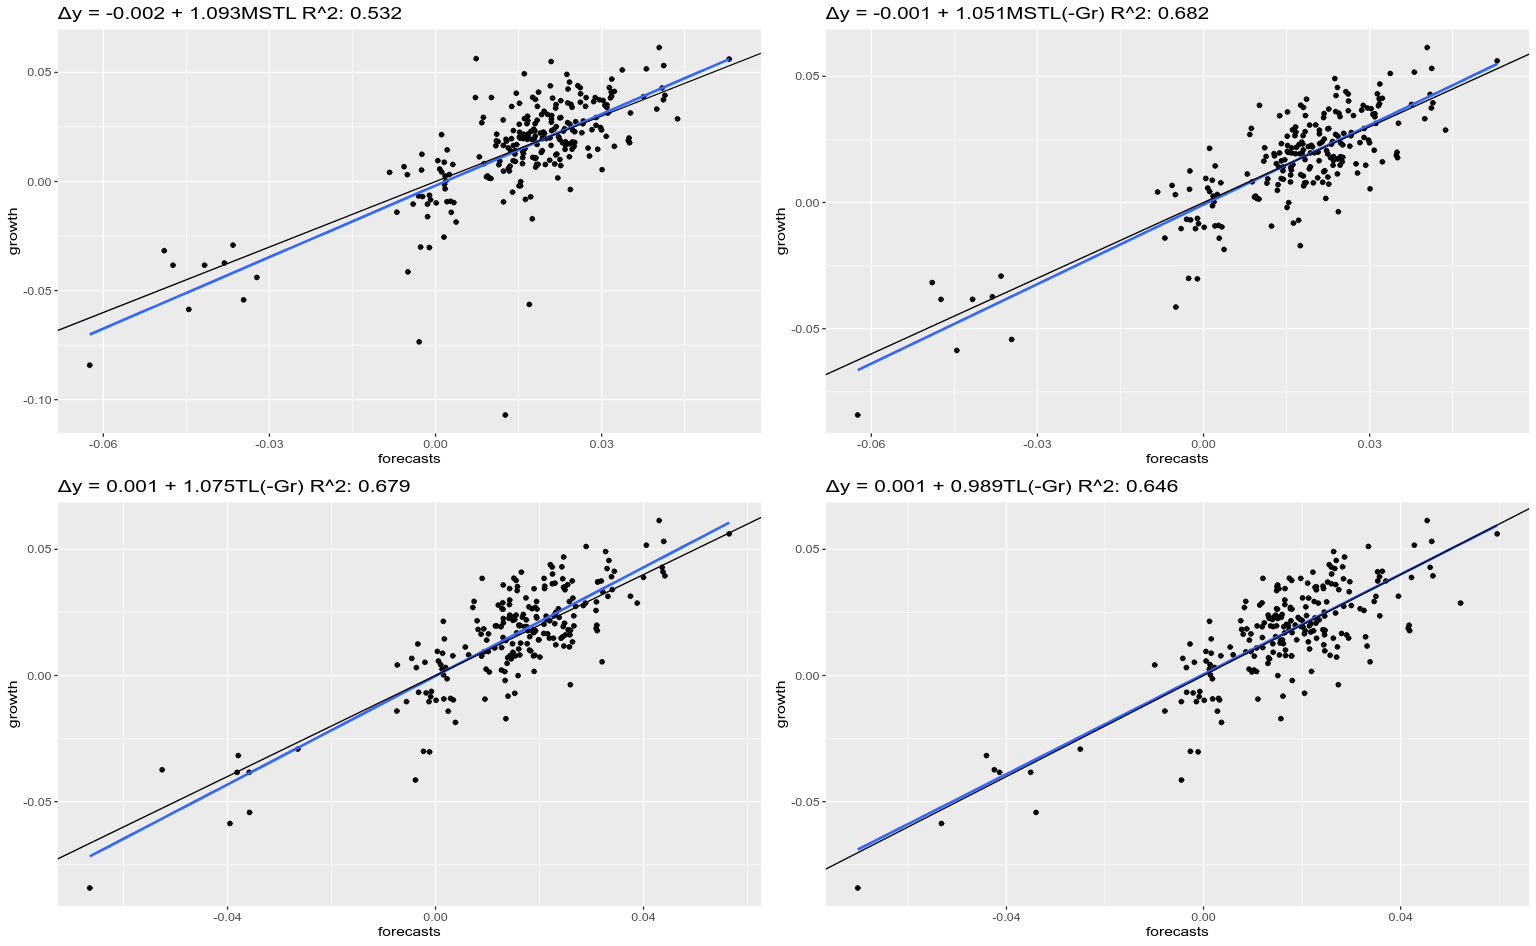 Δy = -0.002 + 1.093MSTL R^2: 0.532
Δy = -0.001 + 1.051MSTL(-Gr) R^2: 0.682
0.05
0.00
-0.05
-0.10
growth
-0.06
-0.03
0.00
0.03
forecasts
0.05
0.00
-0.05
growth
-0.06
-0.03
0.00
0.03
forecasts
Δy = 0.001 + 1.075TL(-Gr) R^2: 0.679
Δy = 0.001 + 0.989TL(-Gr) R^2: 0.646
0.05
0.00
-0.05
growth
-0.04
0.00
0.04
forecasts
0.05
0.00
-0.05
growth
-0.04
0.00
0.04
forecasts